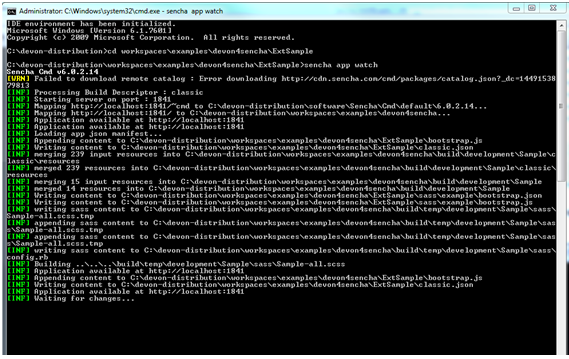 Administrator: C:\Windows\system32\cmd.exe - sencha app watch
IDE environment has been initialized.
Microsoft Windows [Version 6.1.7601]
Copyright (c) 2009 Microsoft Corporation.  All rights reserved.
C:\devon-distribution>cd workspaces\examples\devon4sencha\ExtSample
C:\devon-distribution\workspaces\examples\devon4sencha\ExtSample>sencha app watch
Sencha Cmd v6.0.2.14
[WRN] Failed to download remote catalog : Error downloading http://cdn.sencha.com/cmd/packages/catalog.json?_dc=14491538
79813
[INF] Processing Build Descriptor : classic
[INF] Starting server on port : 1841
[INF] Mapping http://localhost:1841/~cmd to C:\devon-distribution\software\Sencha\Cmd\default\6.0.2.14...
[INF] Mapping http://localhost:1841/ to C:\devon-distribution\workspaces\examples\devon4sencha...
[INF] Application available at http://localhost:1841
[INF] Application available at http://localhost:1841
[INF] Loading app json manifest...
[INF] Appending content to C:\devon-distribution\workspaces\examples\devon4sencha\ExtSample\bootstrap.js
[INF] Writing content to C:\devon-distribution\workspaces\examples\devon4sencha\ExtSample\classic.json
[INF] merging 239 input resources into C:\devon-distribution\workspaces\examples\devon4sencha\build\development\Sample\c
lassic\resources
[INF] merged 239 resources into C:\devon-distribution\workspaces\examples\devon4sencha\build\development\Sample\classic\
resources
[INF] merging 15 input resources into C:\devon-distribution\workspaces\examples\devon4sencha\build\development\Sample
[INF] merged 14 resources into C:\devon-distribution\workspaces\examples\devon4sencha\build\development\Sample
[INF] Writing content to C:\devon-distribution\workspaces\examples\devon4sencha\ExtSample\sass\example\bootstrap.json
[INF] Writing content to C:\devon-distribution\workspaces\examples\devon4sencha\ExtSample\sass\example\bootstrap.js
[INF] writing sass content to C:\devon-distribution\workspaces\examples\devon4sencha\build\temp\development\Sample\sass\
Sample-all.scss.tmp
[INF] appending sass content to C:\devon-distribution\workspaces\examples\devon4sencha\build\temp\development\Sample\sas
s\Sample-all.scss.tmp
[INF] appending sass content to C:\devon-distribution\workspaces\examples\devon4sencha\build\temp\development\Sample\sas
s\Sample-all.scss.tmp
[INF] writing sass content to C:\devon-distribution\workspaces\examples\devon4sencha\build\temp\development\Sample\sass\
config.rb
[INF] Building ..\..\..\build\temp\development\Sample\sass\Sample-all.scss
[INF] Application available at http://localhost:1841
[INF] Appending content to C:\devon-distribution\workspaces\examples\devon4sencha\ExtSample\bootstrap.js
[INF] Writing content to C:\devon-distribution\workspaces\examples\devon4sencha\ExtSample\classic.json
[INF] Application available at http://localhost:1841
[INF] Waiting for changes...